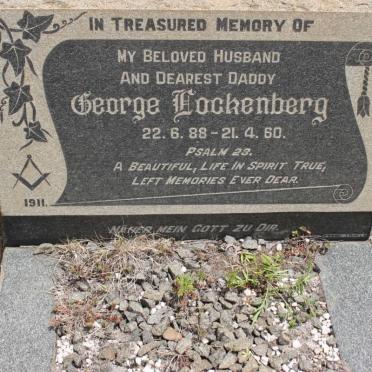 IN TREASURED MEMORY OF
MY BELOVED HUSBAND
AND DEAREST DADDY
George Lockenberg
22. 6. 88 - 21. 4. 60.
PSALM 23.
A BEAUTIFUL, LIFE IN SPIRIT TRUE,
LEFT MEMORIES EVER DEAR.
1911.
NÄHER MEIN GOTT ZU DIR.